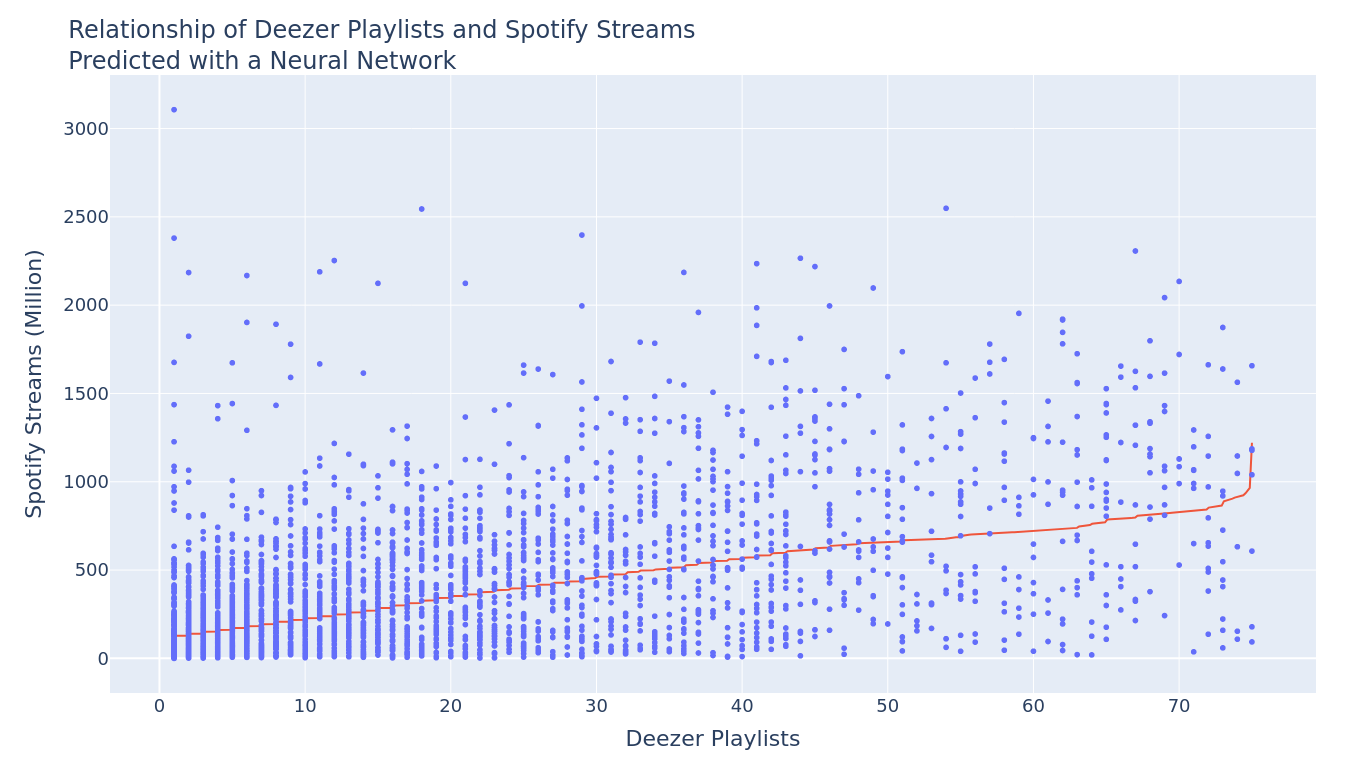 Relationship of Deezer Playlists and Spotify Streams
Predicted with a Neural Network
Spotify Streams (Million)
3000
2500
2000
1500
1000
500
0
0 10 20 30 40 50 60 70
Deezer Playlists